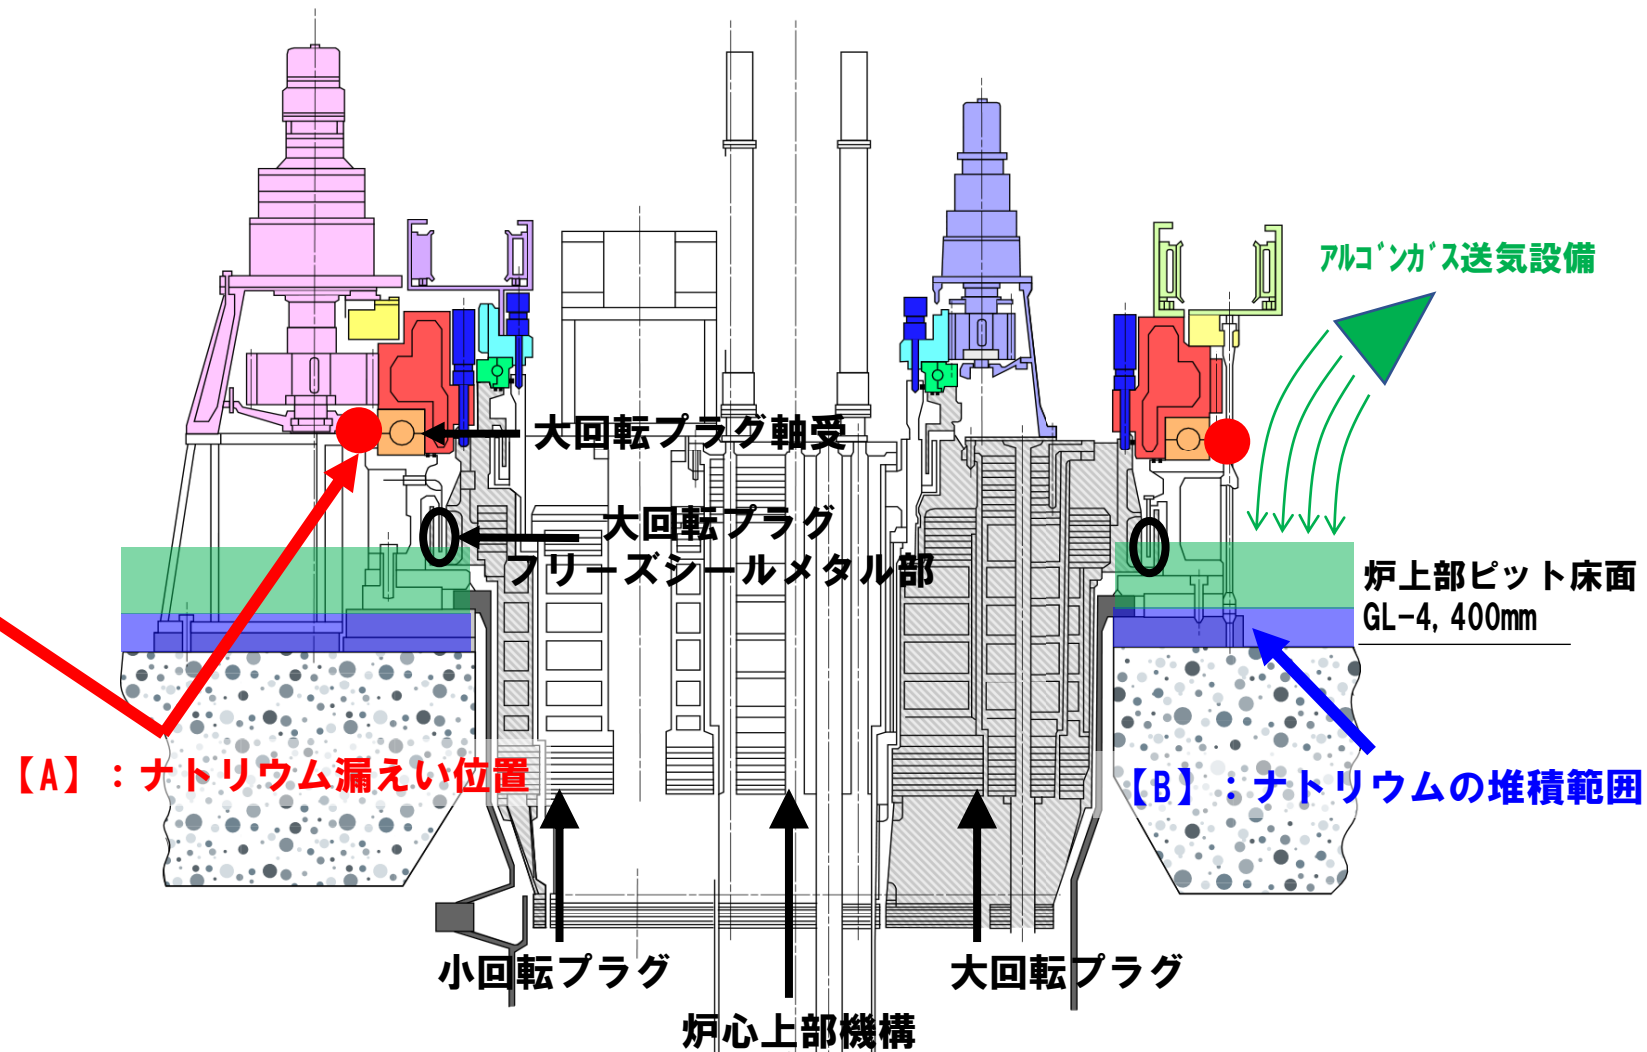 アルゴンガス送気設備
大回転プラグ軸受
大回転プラグ
フリーズシールメタル部
炉上部ピット床面
GL-4,400mm
【A】：ナトリウム漏えい位置
【B】：ナトリウムの堆積範囲
小回転プラグ
大回転プラグ
炉心上部機構